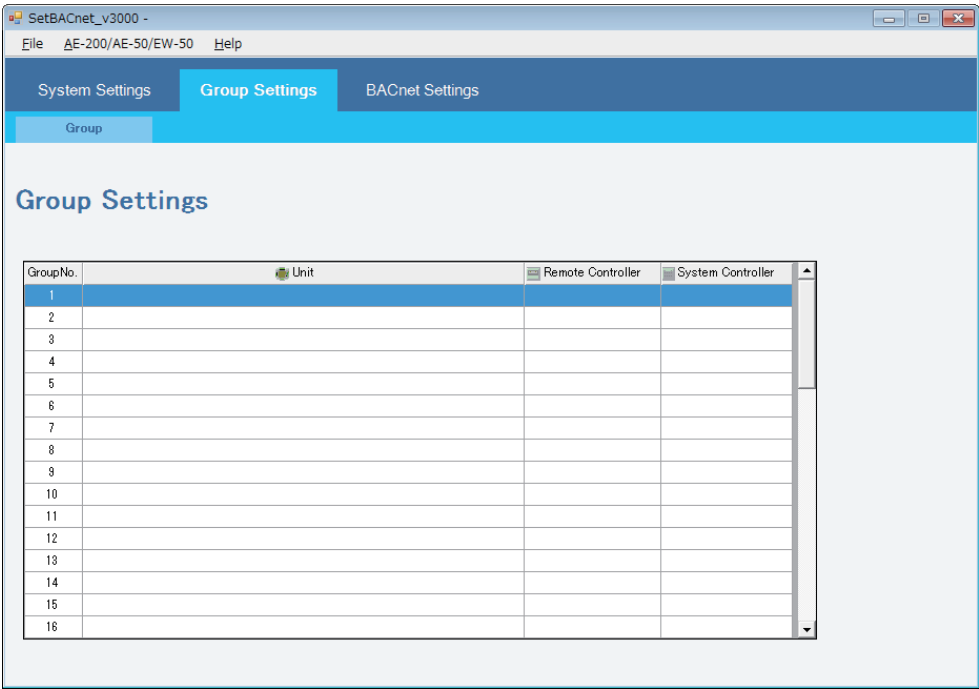 SetBACnet_v3000 -
File AE-200/AE-50/EW-50 Help
System Settings Group Settings BACnet Settings
Group
Group Settings
GroupNo. Unit Remote Controller System Controller
1
2
3
4
5
6
7
8
9
10
11
12
13
14
15
16